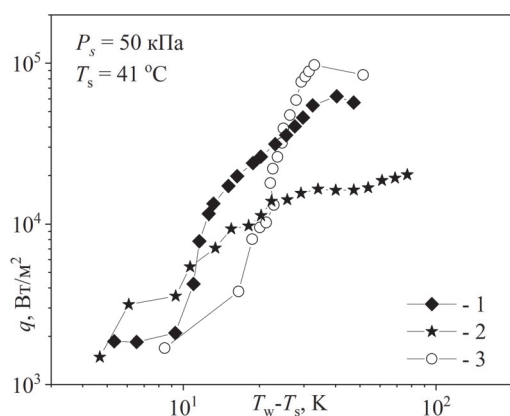 P_s = 50 кПа
T_s = 41 °C
10^5
10^4
10^3
q, Вт/м^2
- 1
- 2
- 3
10^1
T_w-T_s, K
10^2